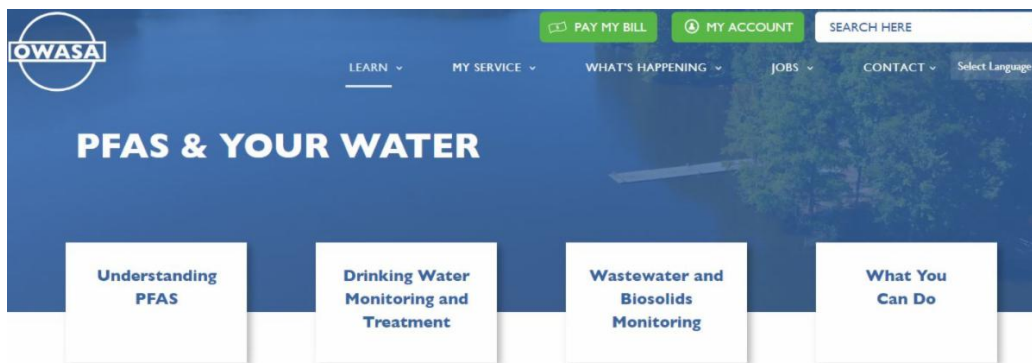 OWASA
PAY MY BILL
MY ACCOUNT
SEARCH HERE
LEARN
MY SERVICE
WHAT'S HAPPENING
JOBS
CONTACT
Select Language
PFAS & YOUR WATER
Understanding
PFAS
Drinking Water
Monitoring and
Treatment
Wastewater and
Biosolids
Monitoring
What You
Can Do